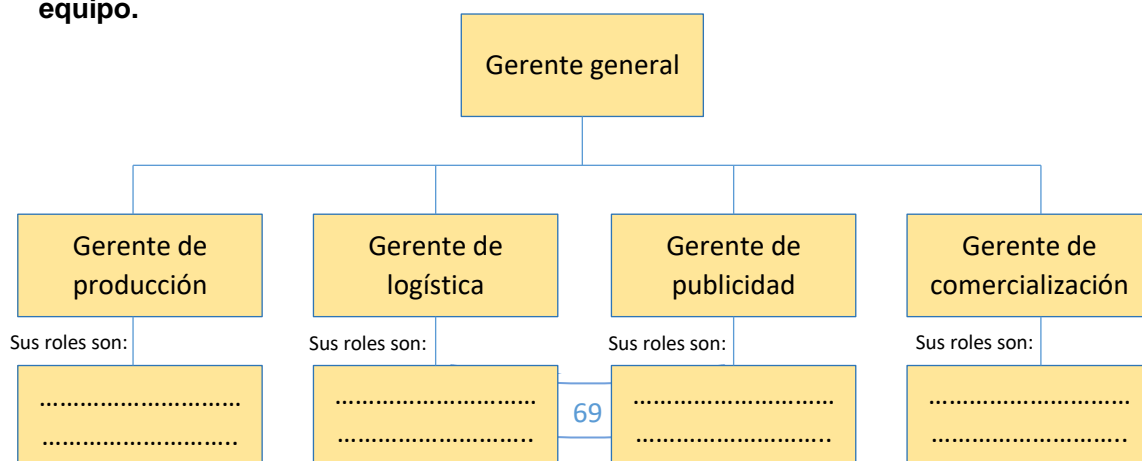 equipo.
Gerente general
Gerente de
producción
Gerente de
logística
Gerente de
publicidad
Gerente de
comercialización
Sus roles son:
Sus roles son:
Sus roles son:
Sus roles son:
…………………………
………………………..
…………………………
………………………..
…………………………
………………………..
…………………………
………………………..
69